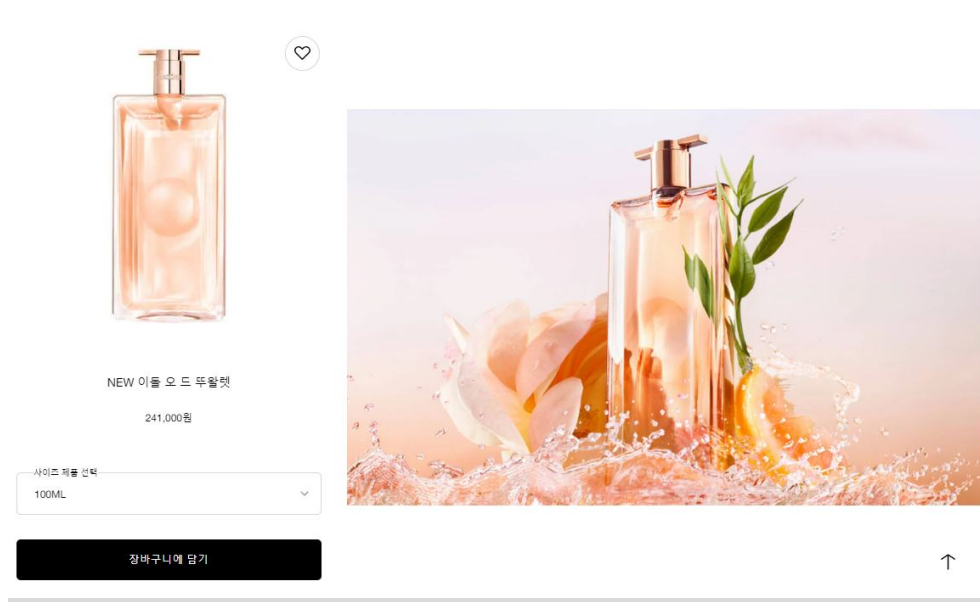 NEW 이돌 오 드 뚜왈렛
241,000원
사이즈 제품 선택
100ML
장바구니에 담기